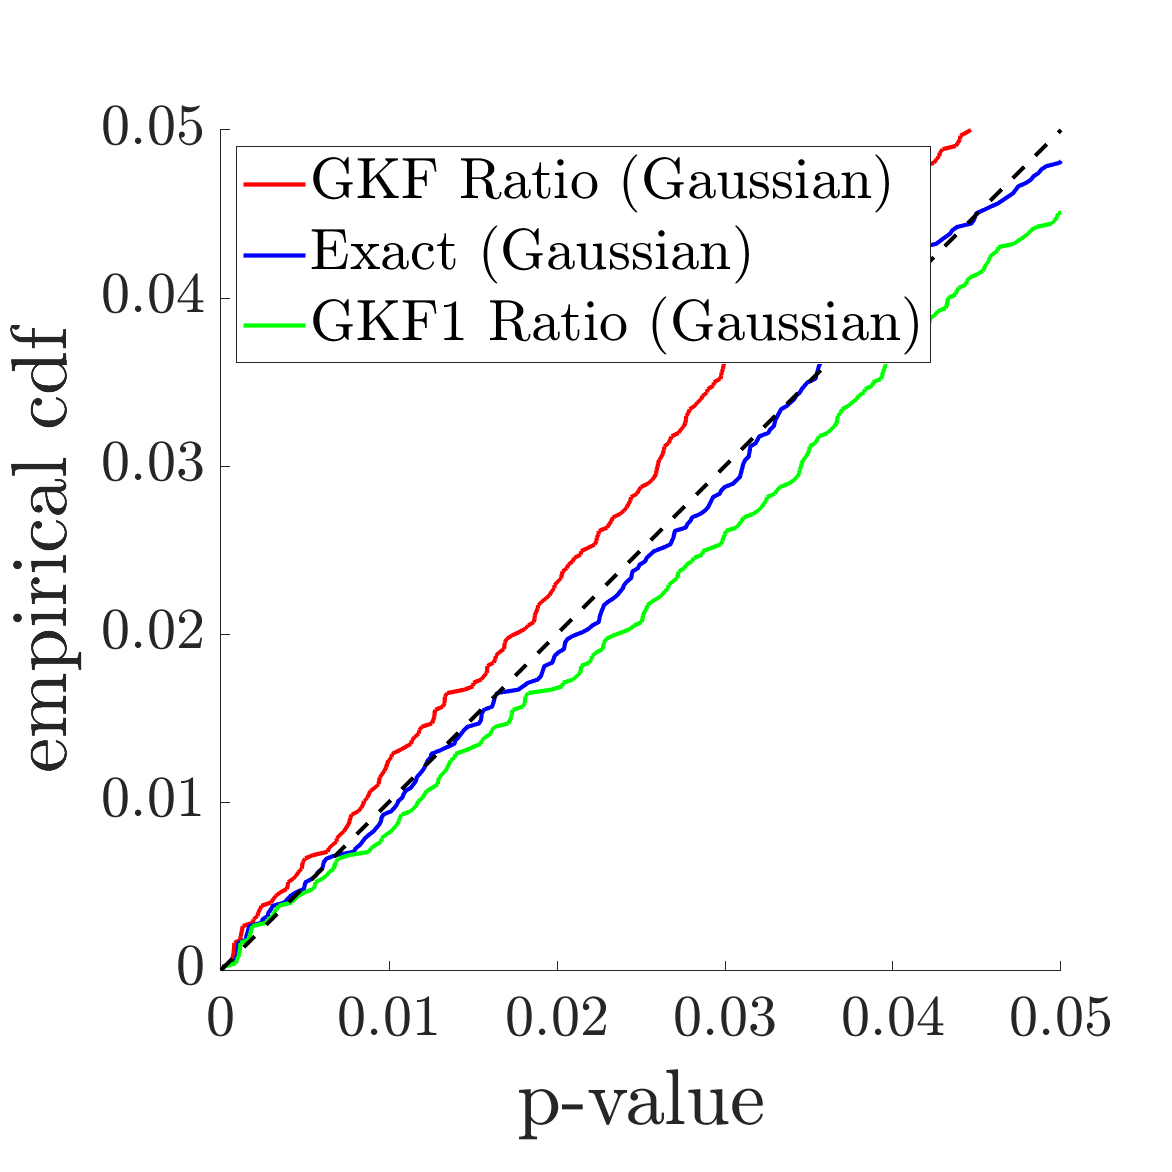 0.05
0.04
0.03
0.02
0.01
0
empirical cdf
GKF Ratio (Gaussian)
Exact (Gaussian)
GKF1 Ratio (Gaussian)
0 0.01 0.02 0.03 0.04 0.05
p-value